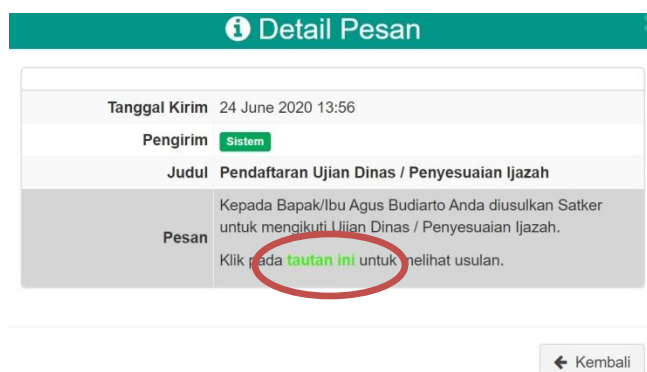 Detail Pesan
Tanggal Kirim 24 June 2020 13:56
Pengirim Sistem
Judul Pendaftaran Ujian Dinas / Penyesuaian Ijazah
Kepada Bapak/Ibu Agus Budiarto Anda diusulkan Satker
Pesan untuk mengikuti Ujian Dinas / Penyesuaian Ijazah.
Klik pada tautan ini untuk melihat usulan.
Kembali